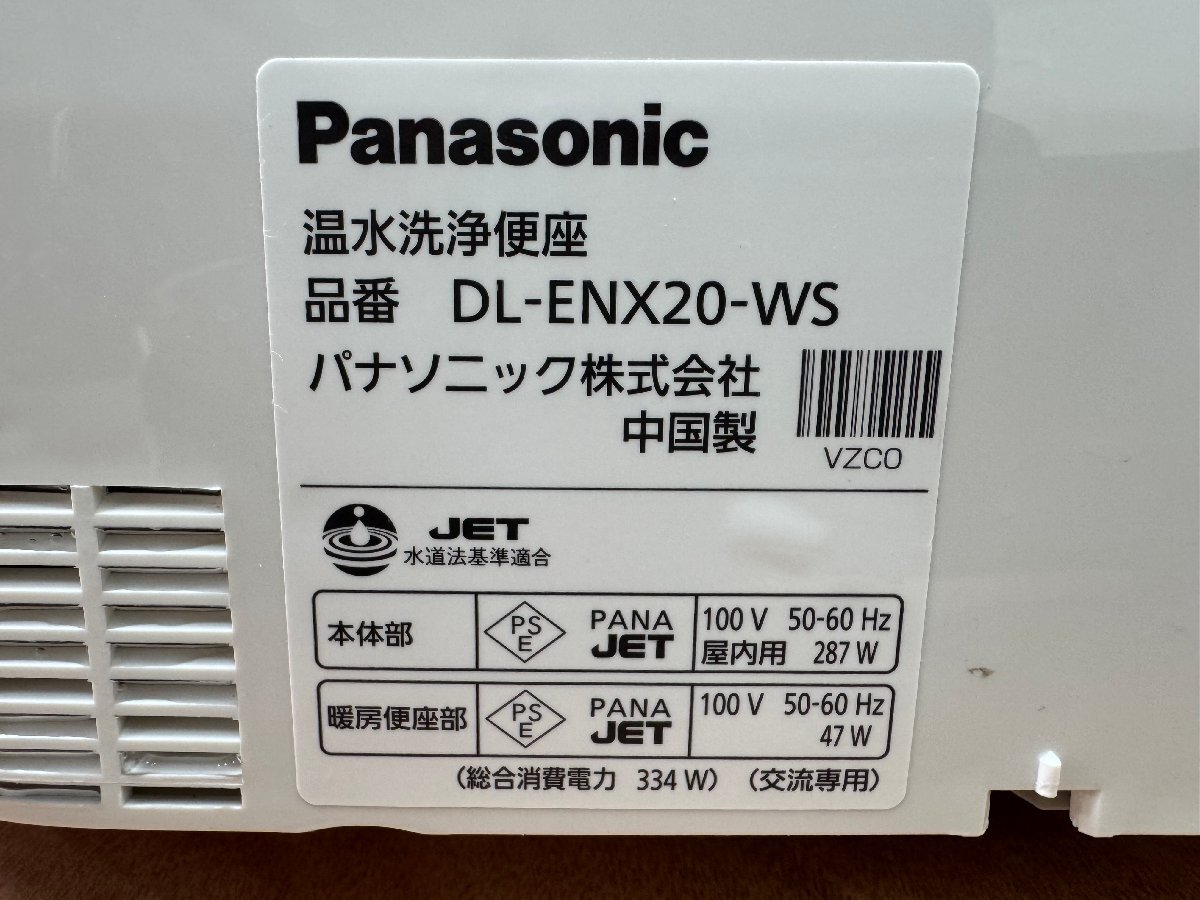 Panasonic
温水洗浄便座
品番 DL-ENX20-WS
パナソニック株式会社
中国製
VZCO
JET
水道法基準適合
本体部 PSE PANA JET 100 V 50-60 Hz
屋内用 287 W
暖房便座部 PSE PANA JET 100 V 50-60 Hz
47 W
(総合消費電力 334 W) (交流専用)